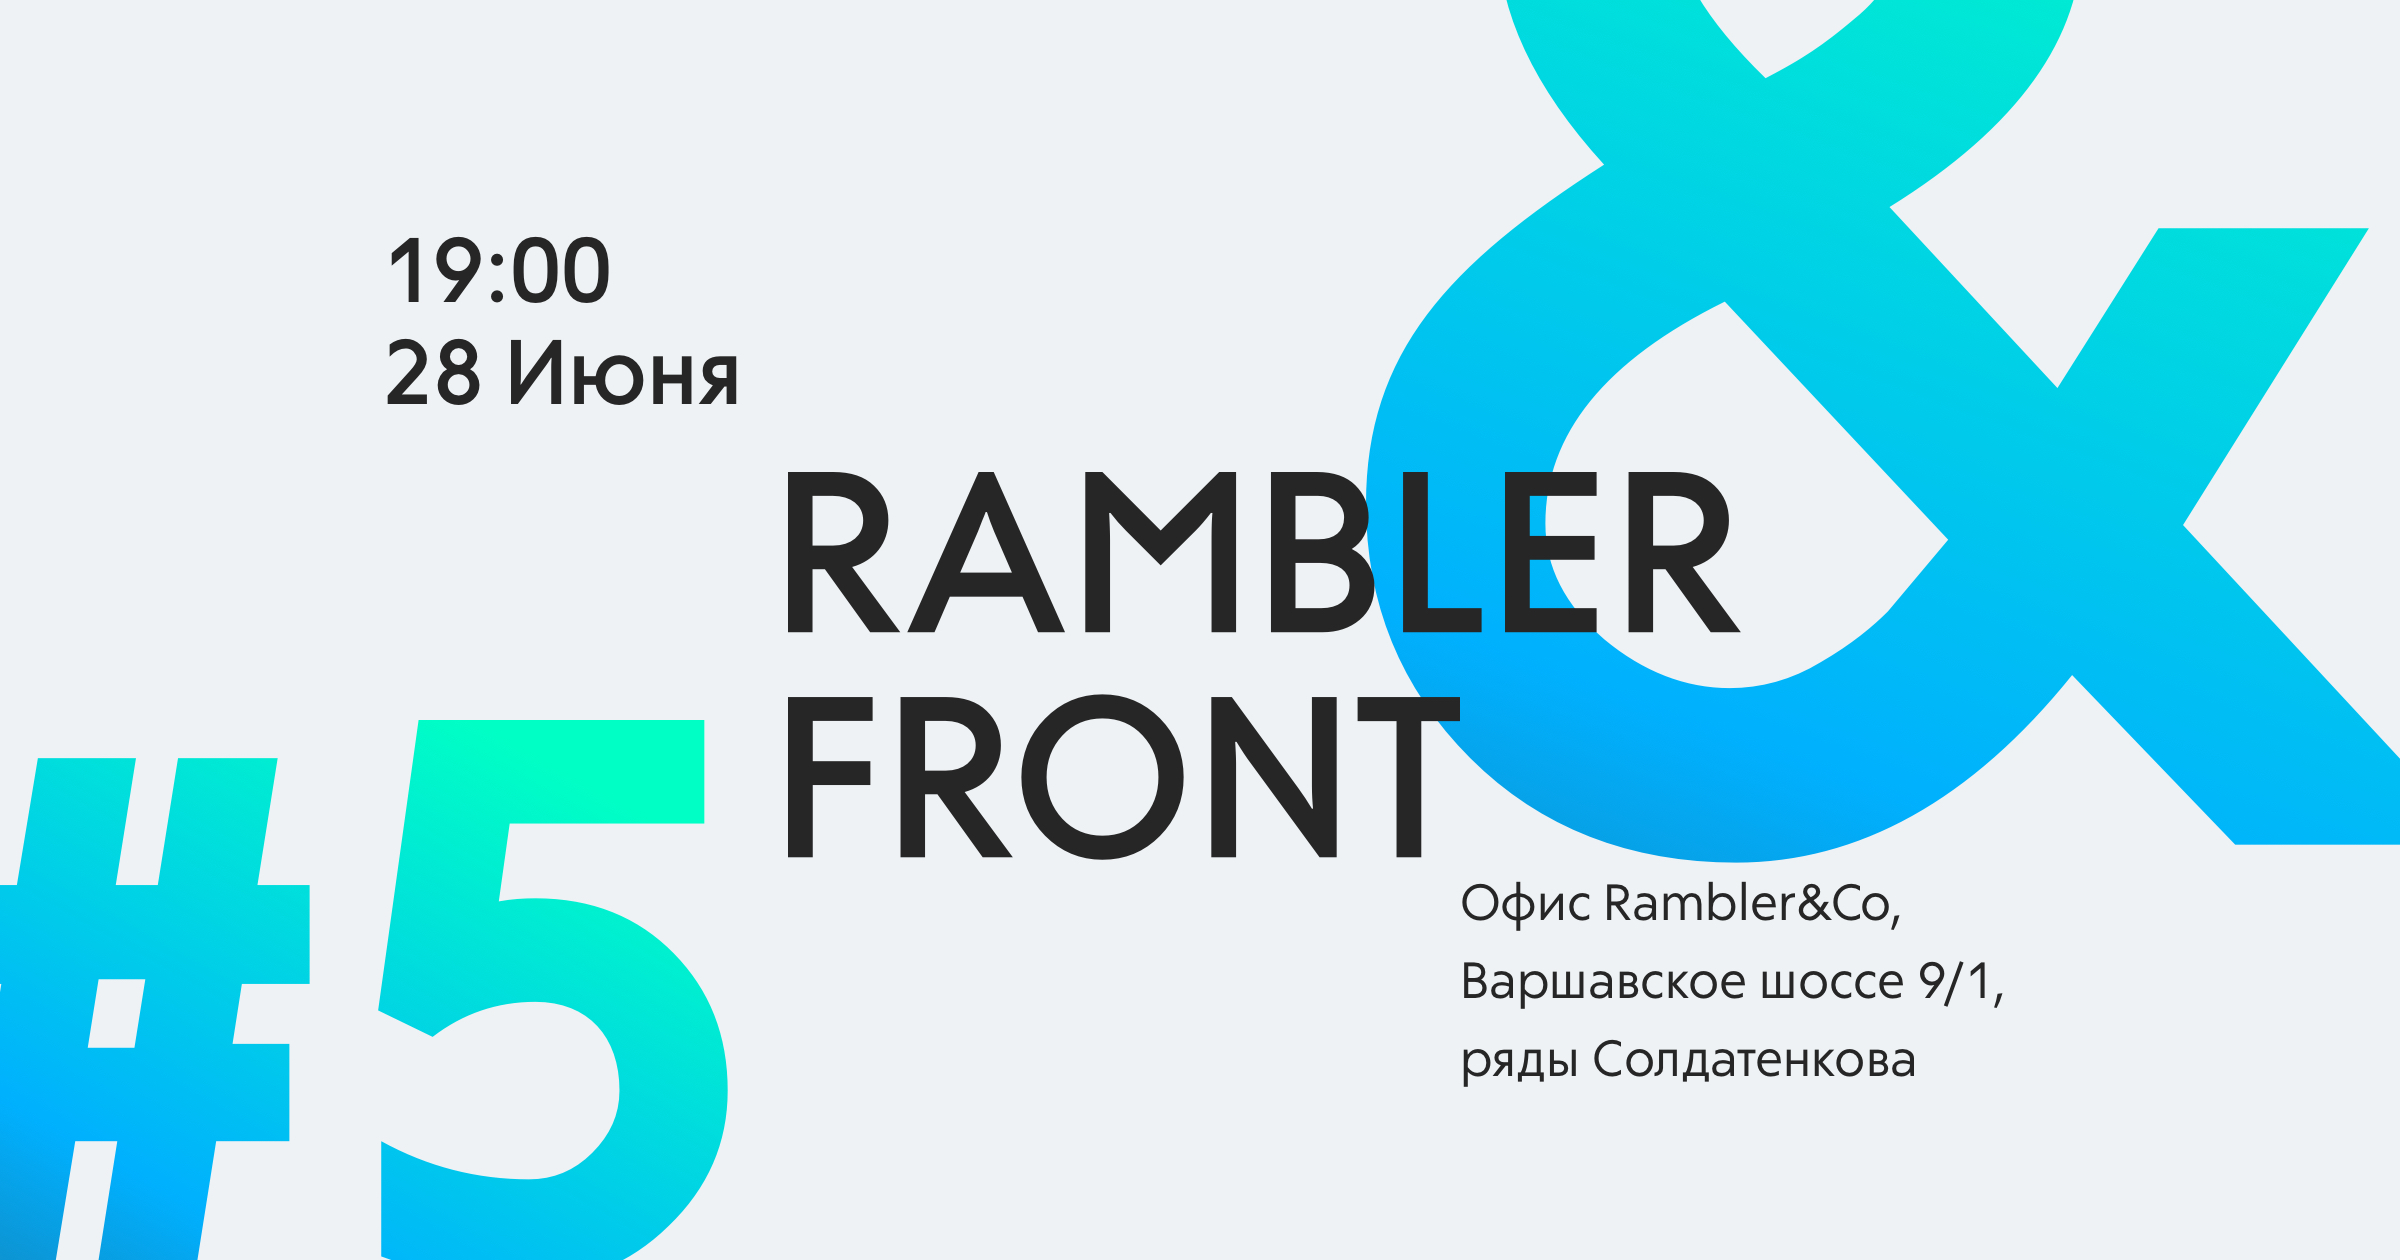 &
19:00
28 Июня
RAMBLER
FRONT
#5
Офис Rambler&Co,
Варшавское шоссе 9/1,
ряды Солдатенкова